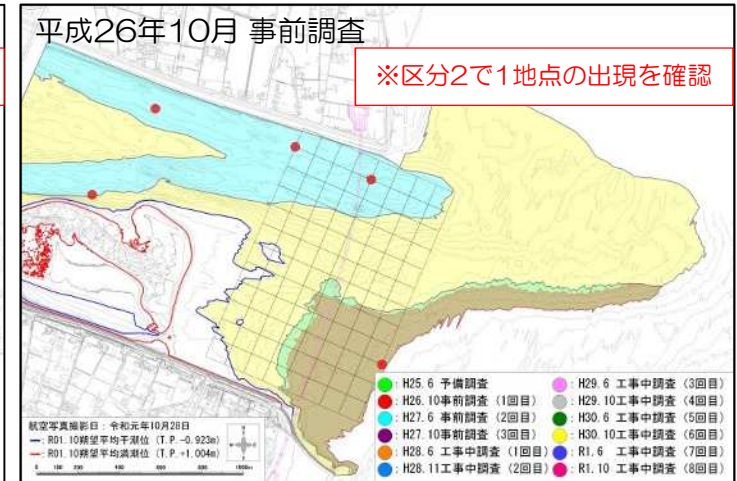 平成26年10月 事前調査
※区分2で1地点の出現を確認
: H25.6 予備調査
: H26.10事前調査（1回目）
: H27.6 事前調査（2回目）
: H27.10事前調査（3回目）
: H28.6 工事中調査（1回目）
: H28.11工事中調査（2回目）
: H29.6 工事中調査（3回目）
: H29.10工事中調査（4回目）
: H30.6 工事中調査（5回目）
: H30.10工事中調査（6回目）
: R1.6 工事中調査（7回目）
: R1.10 工事中調査（8回目）
航空写真撮影日：令和元年10月28日
: R01.10朔望平均干潮位（T.P.-0.923m）
: R01.10朔望平均満潮位（T.P.+1.004m）
0 100 200 400 600 800 1000m